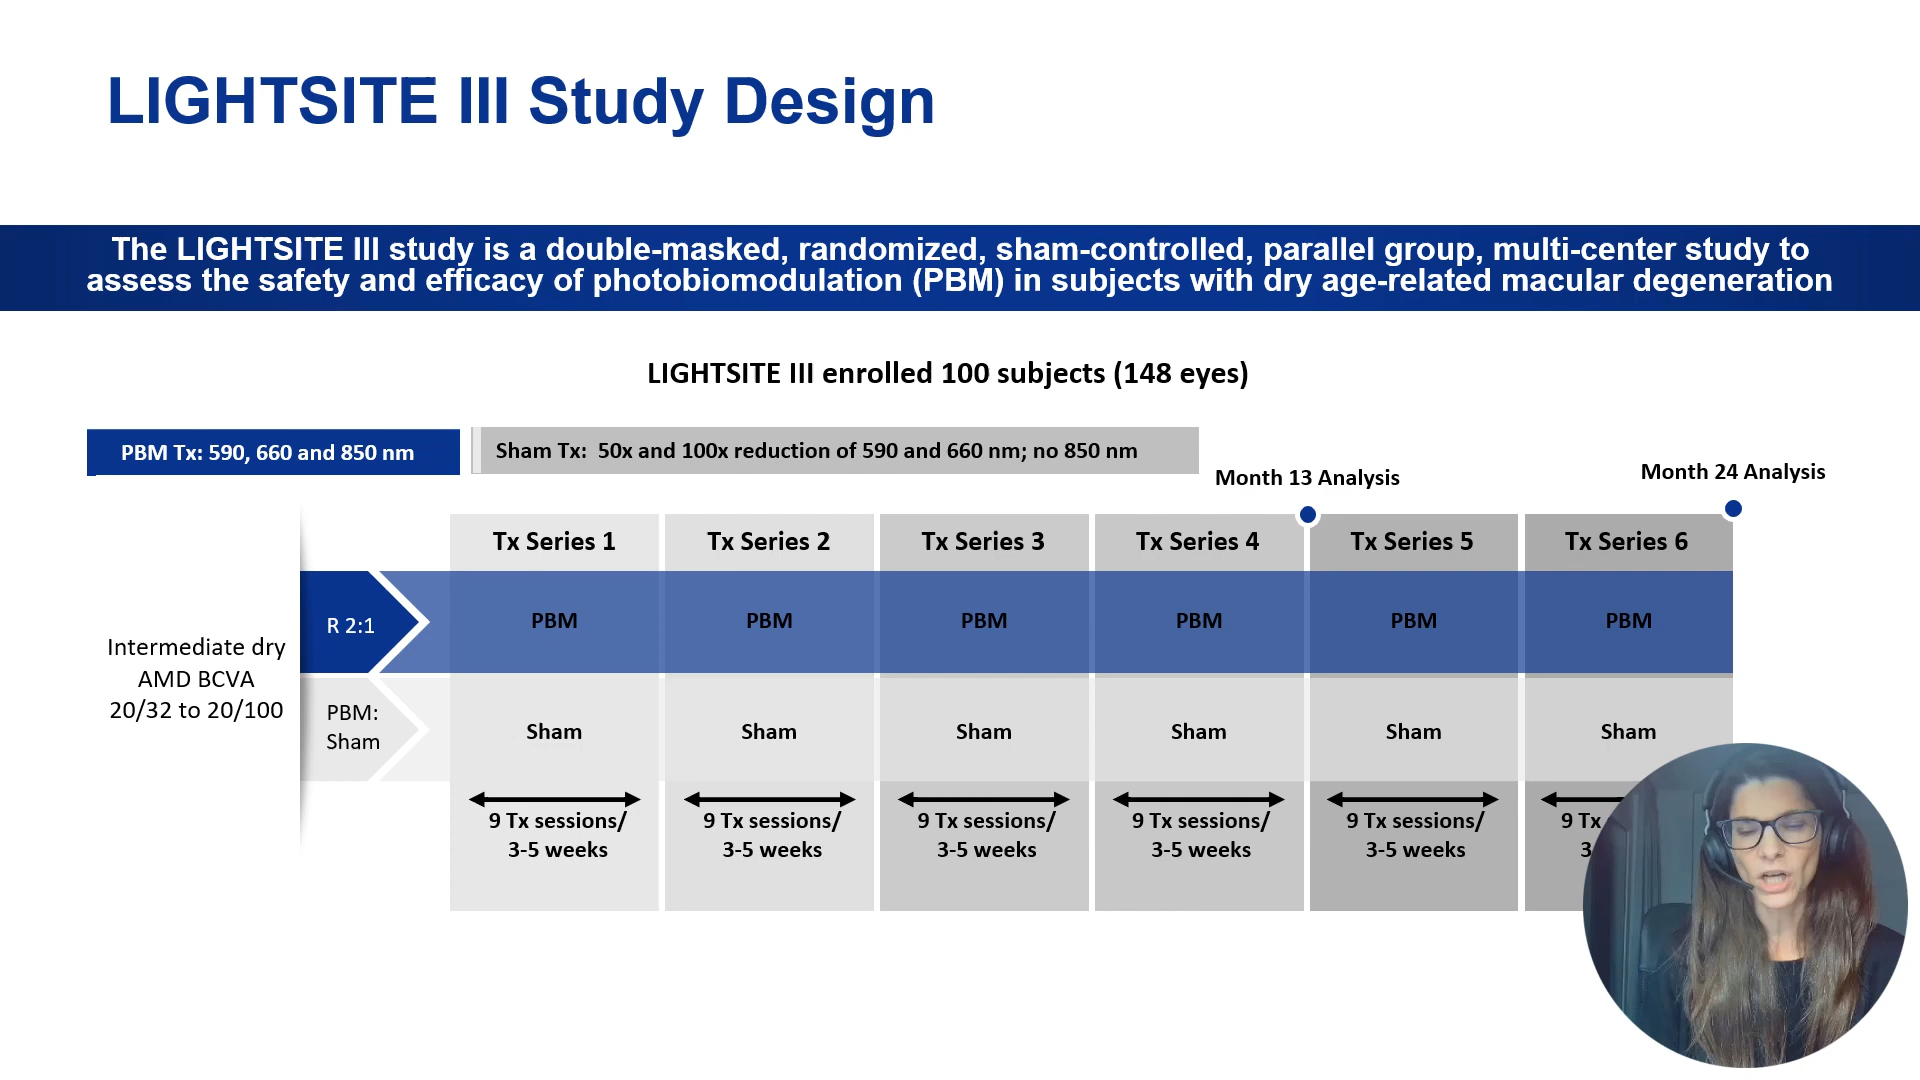 LIGHTSITE III Study Design
The LIGHTSITE III study is a double-masked, randomized, sham-controlled, parallel group, multi-center study to
assess the safety and efficacy of photobiomodulation (PBM) in subjects with dry age-related macular degeneration
LIGHTSITE III enrolled 100 subjects (148 eyes)
PBM Tx: 590, 660 and 850 nm
Sham Tx:  50x and 100x reduction of 590 and 660 nm; no 850 nm
Month 13 Analysis
Month 24 Analysis
Tx Series 1
Tx Series 2
Tx Series 3
Tx Series 4
Tx Series 5
Tx Series 6
Intermediate dry
AMD BCVA
20/32 to 20/100
R 2:1
PBM
PBM
PBM
PBM
PBM
PBM
PBM:
Sham
Sham
Sham
Sham
Sham
Sham
Sham
9 Tx sessions/
3-5 weeks
9 Tx sessions/
3-5 weeks
9 Tx sessions/
3-5 weeks
9 Tx sessions/
3-5 weeks
9 Tx sessions/
3-5 weeks
9 Tx
3